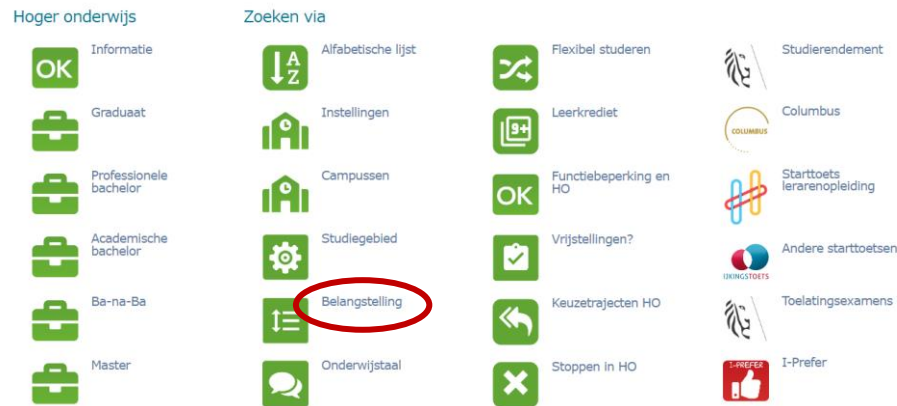 Hoger onderwijs
Zoeken via
OK
Informatie
Graduaat
Professionele
bachelor
Academische
bachelor
Ba-na-Ba
Master
A
Z
Alfabetische lijst
Instellingen
Campussen
Studiegebied
Belangstelling
Onderwijstaal
Flexibel studeren
9+
Leerkrediet
OK
Functiebeperking en
HO
Vrijstellingen?
Keuzetrajecten HO
Stoppen in HO
Studierendement
COLUMBUS
Columbus
Starttoets
lerarenopleiding
IJKINGSTOETS
Andere starttoetsen
Toelatingsexamens
I-PREFER
I-Prefer